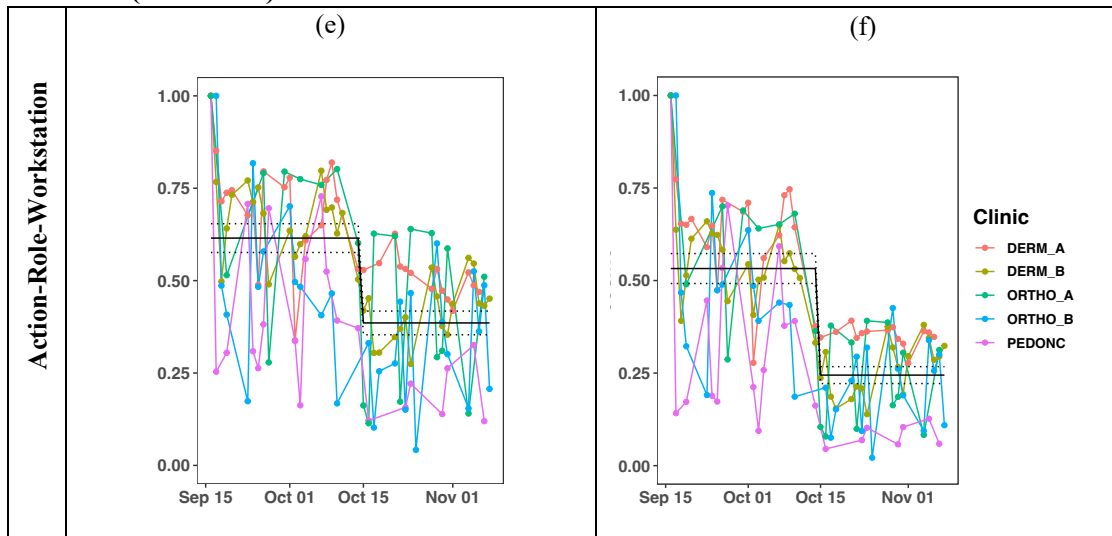 (e)
(f)
Action-Role-Workstation
1.00
0.75
0.50
0.25
0.00
Sep 15
Oct 01
Oct 15
Nov 01
1.00
0.75
0.50
0.25
0.00
Sep 15
Oct 01
Oct 15
Nov 01
Clinic
DERM_A
DERM_B
ORTHO_A
ORTHO_B
PEDONC